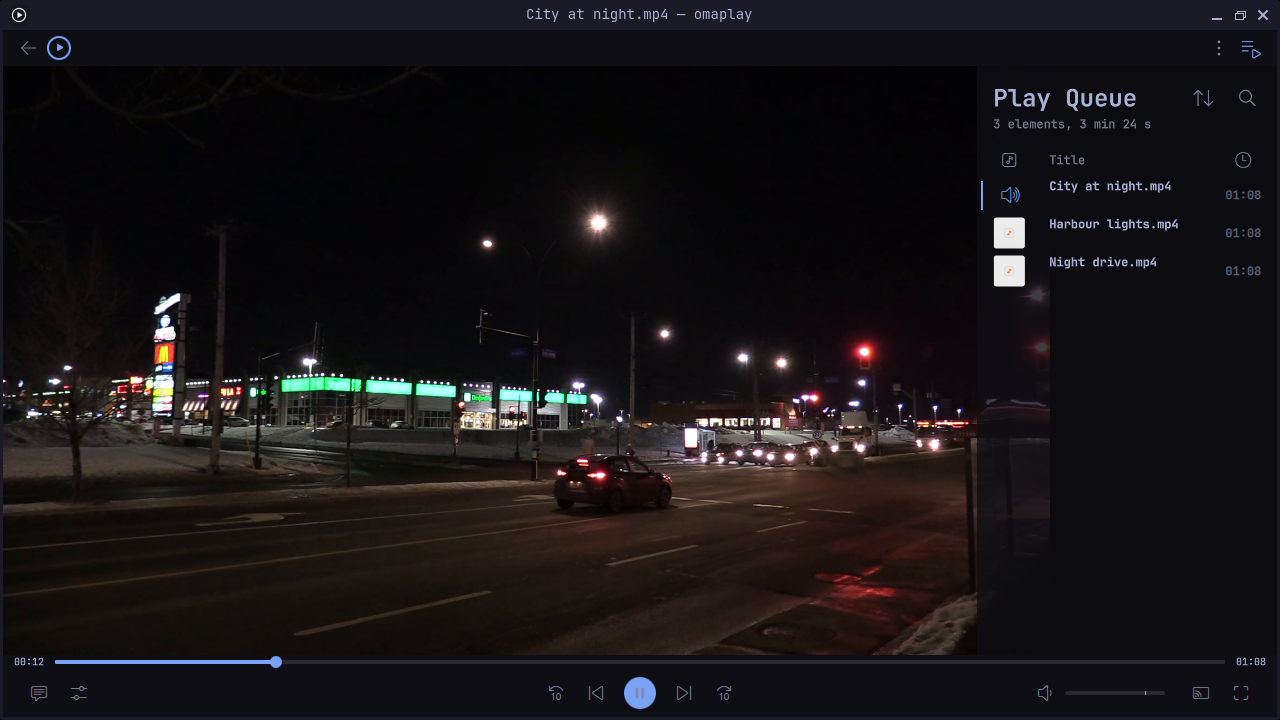 City at night.mp4 — omaplay
Play Queue
3 elements, 3 min 24 s
Title
City at night.mp4
01:08
Harbour lights.mp4
01:08
Night drive.mp4
01:08
00:12
01:08
10
10